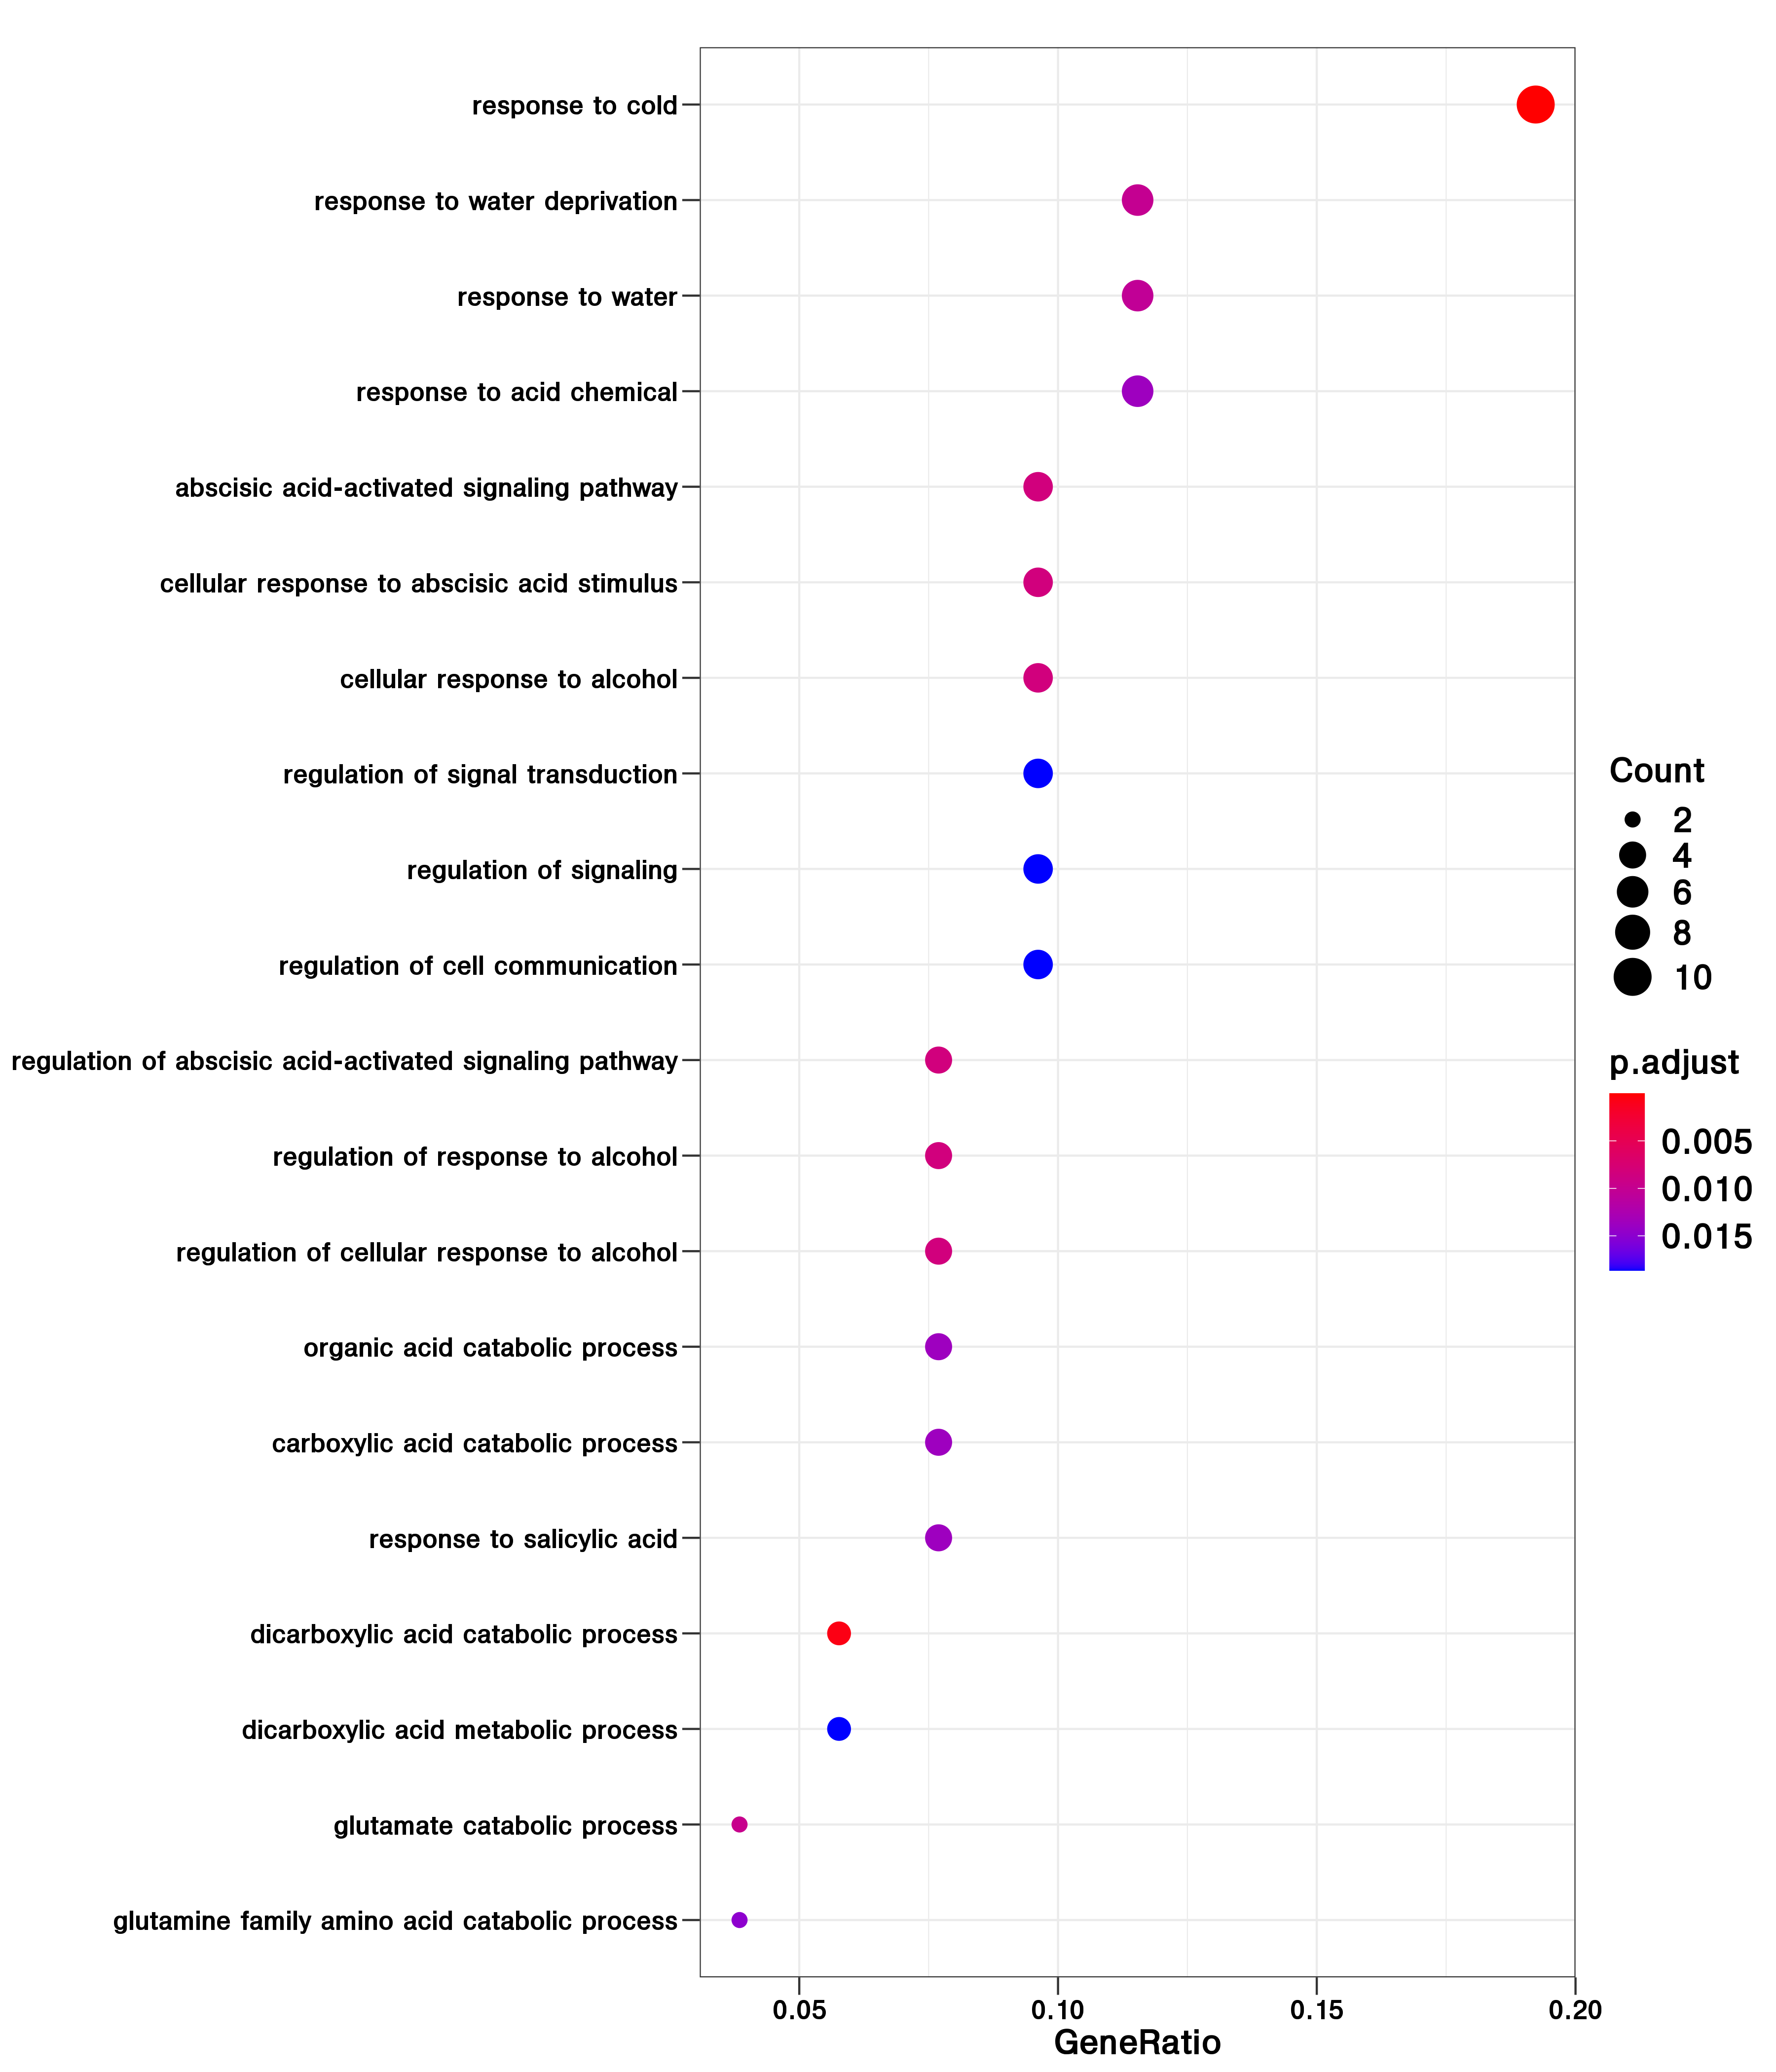 response to cold
response to water deprivation
response to water
response to acid chemical
abscisic acid-activated signaling pathway
cellular response to abscisic acid stimulus
cellular response to alcohol
regulation of signal transduction
regulation of signaling
regulation of cell communication
regulation of abscisic acid-activated signaling pathway
regulation of response to alcohol
regulation of cellular response to alcohol
organic acid catabolic process
carboxylic acid catabolic process
response to salicylic acid
dicarboxylic acid catabolic process
dicarboxylic acid metabolic process
glutamate catabolic process
glutamine family amino acid catabolic process
0.05 0.10 0.15 0.20
GeneRatio
Count
2
4
6
8
10
p.adjust
0.005
0.010
0.015